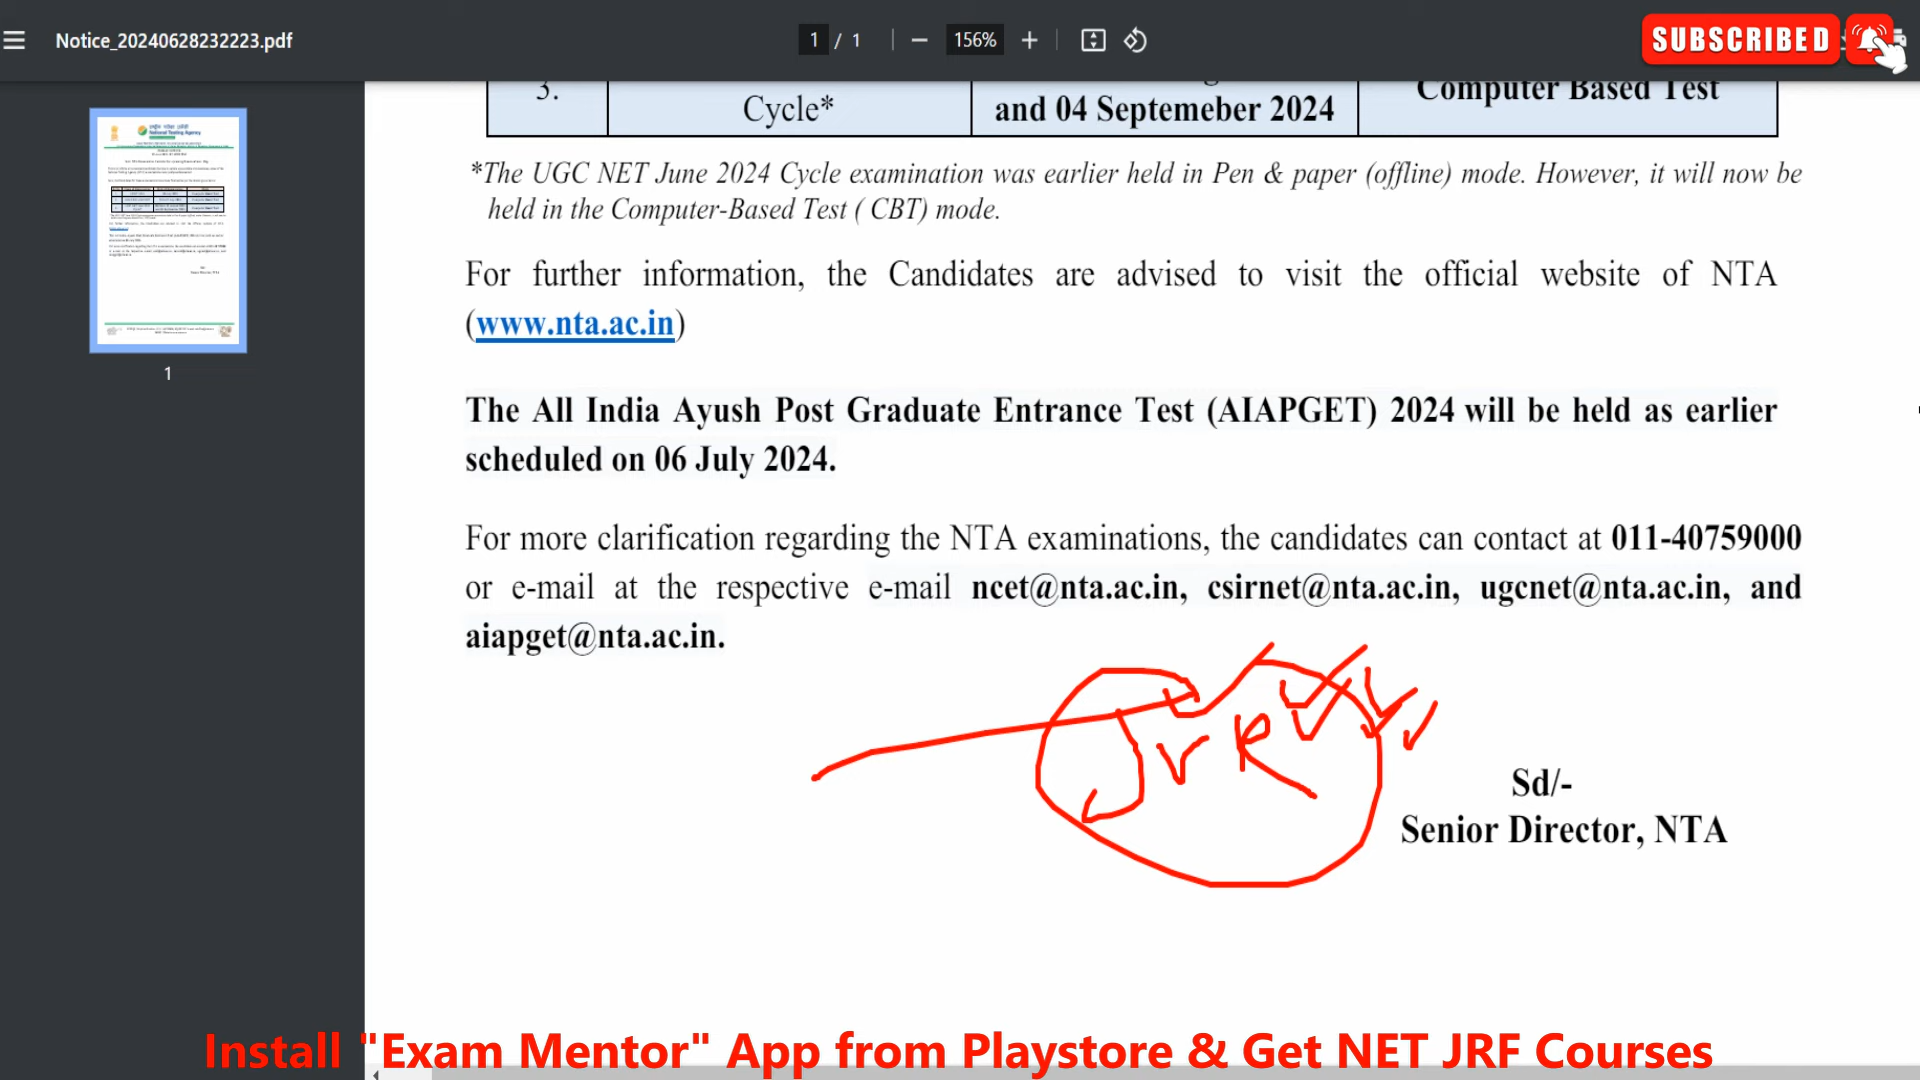 Notice_20240628232223.pdf
1 / 1
156%
SUBSCRIBED
1
3.
Cycle*
and 04 Septemeber 2024
Computer Based Test
*The UGC NET June 2024 Cycle examination was earlier held in Pen & paper (offline) mode. However, it will now be
held in the Computer-Based Test ( CBT) mode.
For further information, the Candidates are advised to visit the official website of NTA
(www.nta.ac.in)
The All India Ayush Post Graduate Entrance Test (AIAPGET) 2024 will be held as earlier
scheduled on 06 July 2024.
For more clarification regarding the NTA examinations, the candidates can contact at 011-40759000
or e-mail at the respective e-mail ncet@nta.ac.in, csirnet@nta.ac.in, ugcnet@nta.ac.in, and
aiapget@nta.ac.in.
Sd/-
Senior Director, NTA
Install "Exam Mentor" App from Playstore & Get NET JRF Courses